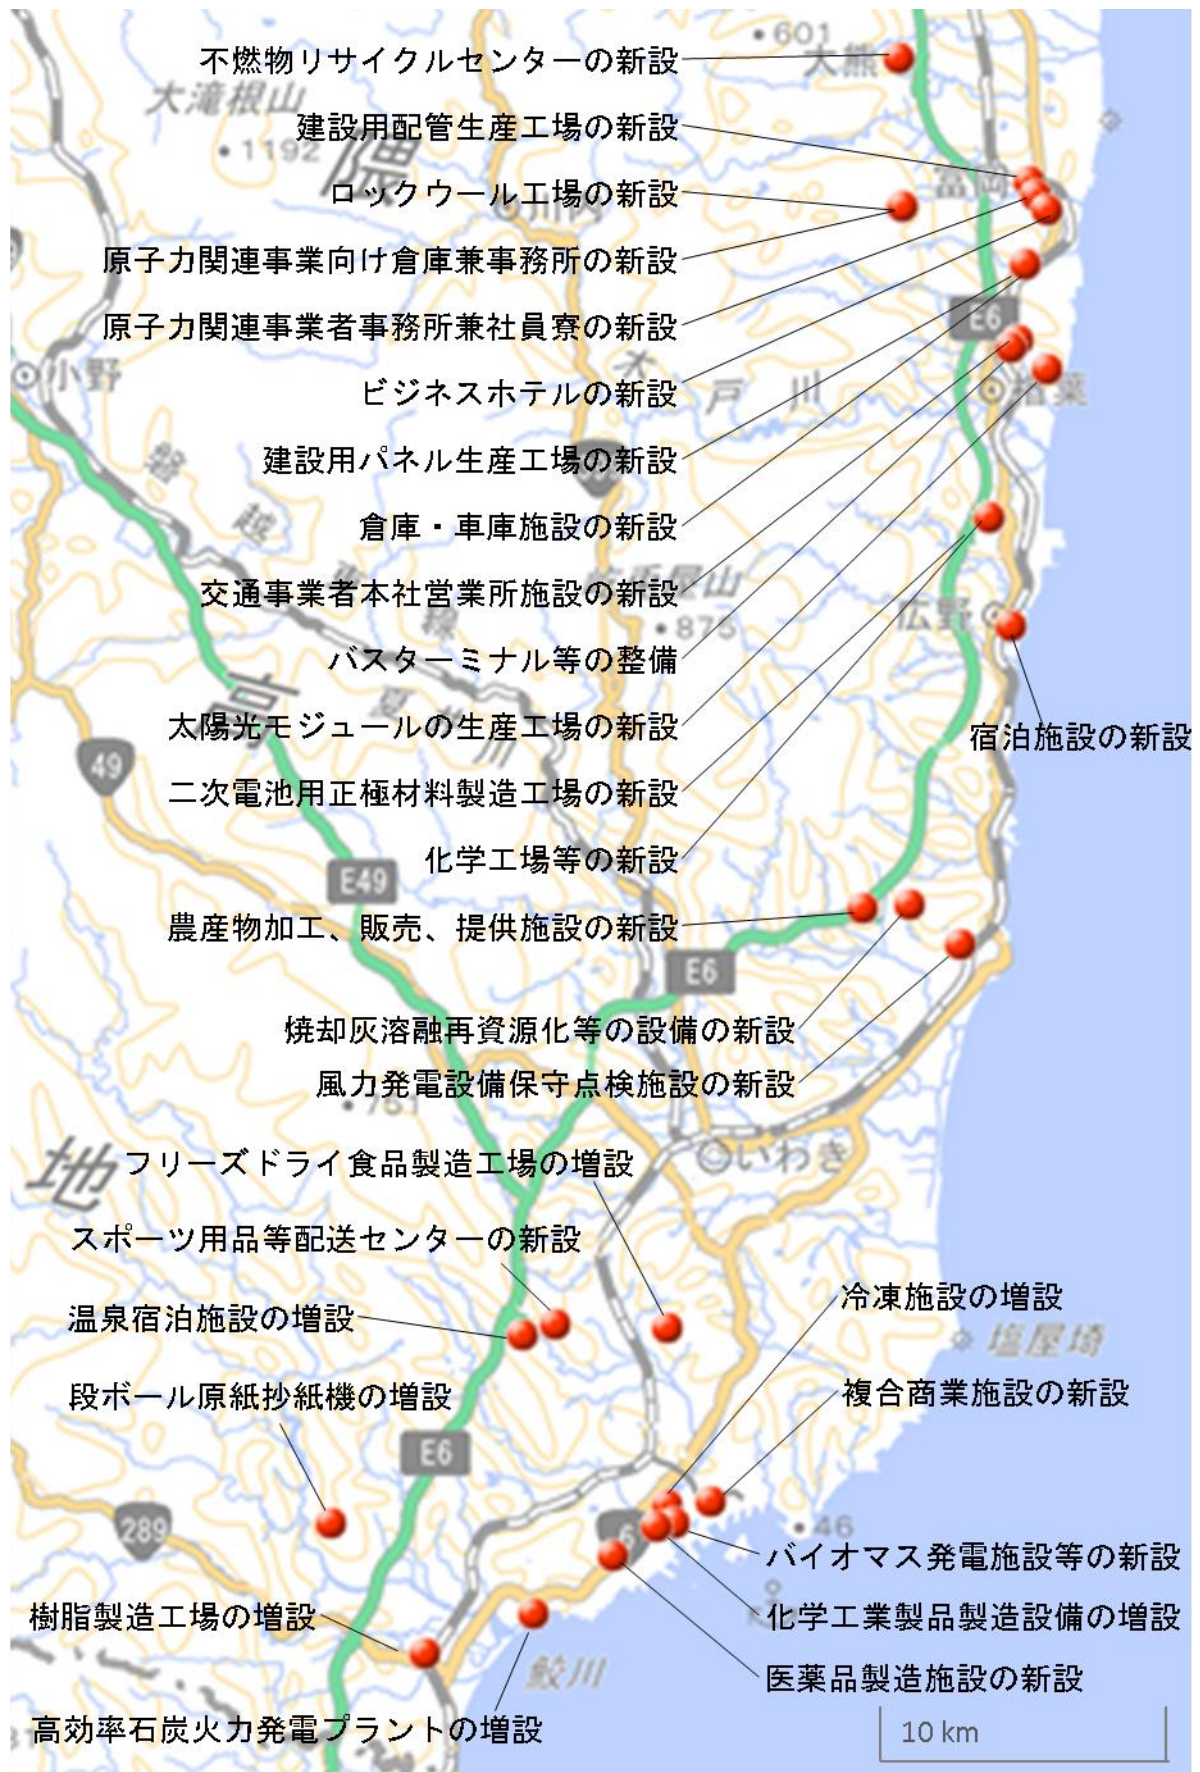 601
大熊
不燃物リサイクルセンターの新設
大滝根山
建設用配管生産工場の新設
1192
隈
富岡
ロックウール工場の新設
川内
原子力関連事業向け倉庫兼事務所の新設
原子力関連事業者事務所兼社員寮の新設
E6
小野
ビジネスホテルの新設
木戸川
楢葉
建設用パネル生産工場の新設
倉庫・車庫施設の新設
磐越東線
交通事業者本社営業所施設の新設
屋山
875
広野
バスターミナル等の整備
夏井川
高
太陽光モジュールの生産工場の新設
宿泊施設の新設
49
二次電池用正極材料製造工場の新設
化学工場等の新設
E49
農産物加工、販売、提供施設の新設
E6
焼却灰溶融再資源化等の設備の新設
風力発電設備保守点検施設の新設
地
フリーズドライ食品製造工場の増設
いわき
スポーツ用品等配送センターの新設
冷凍施設の増設
温泉宿泊施設の増設
塩屋埼
段ボール原紙抄紙機の増設
複合商業施設の新設
E6
289
6
46
バイオマス発電施設等の新設
樹脂製造工場の増設
化学工業製品製造設備の増設
鮫川
医薬品製造施設の新設
高効率石炭火力発電プラントの増設
10 km